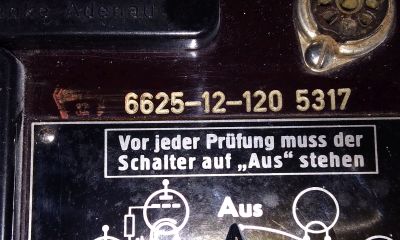 6625-12-120 5317
Vor jeder Prüfung muss der
Schalter auf „Aus" stehen
Aus